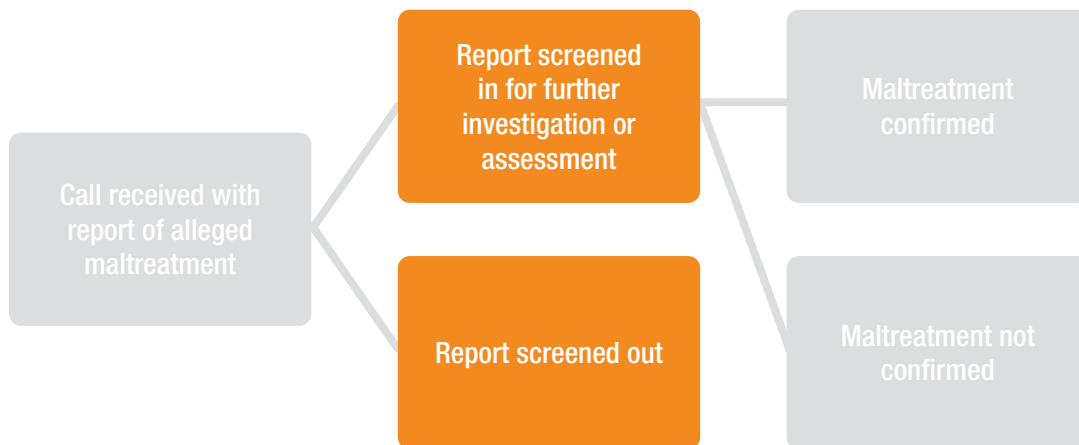 Call received with
report of alleged
maltreatment
Report screened
in for further
investigation or
assessment
Report screened out
Maltreatment
confirmed
Maltreatment not
confirmed